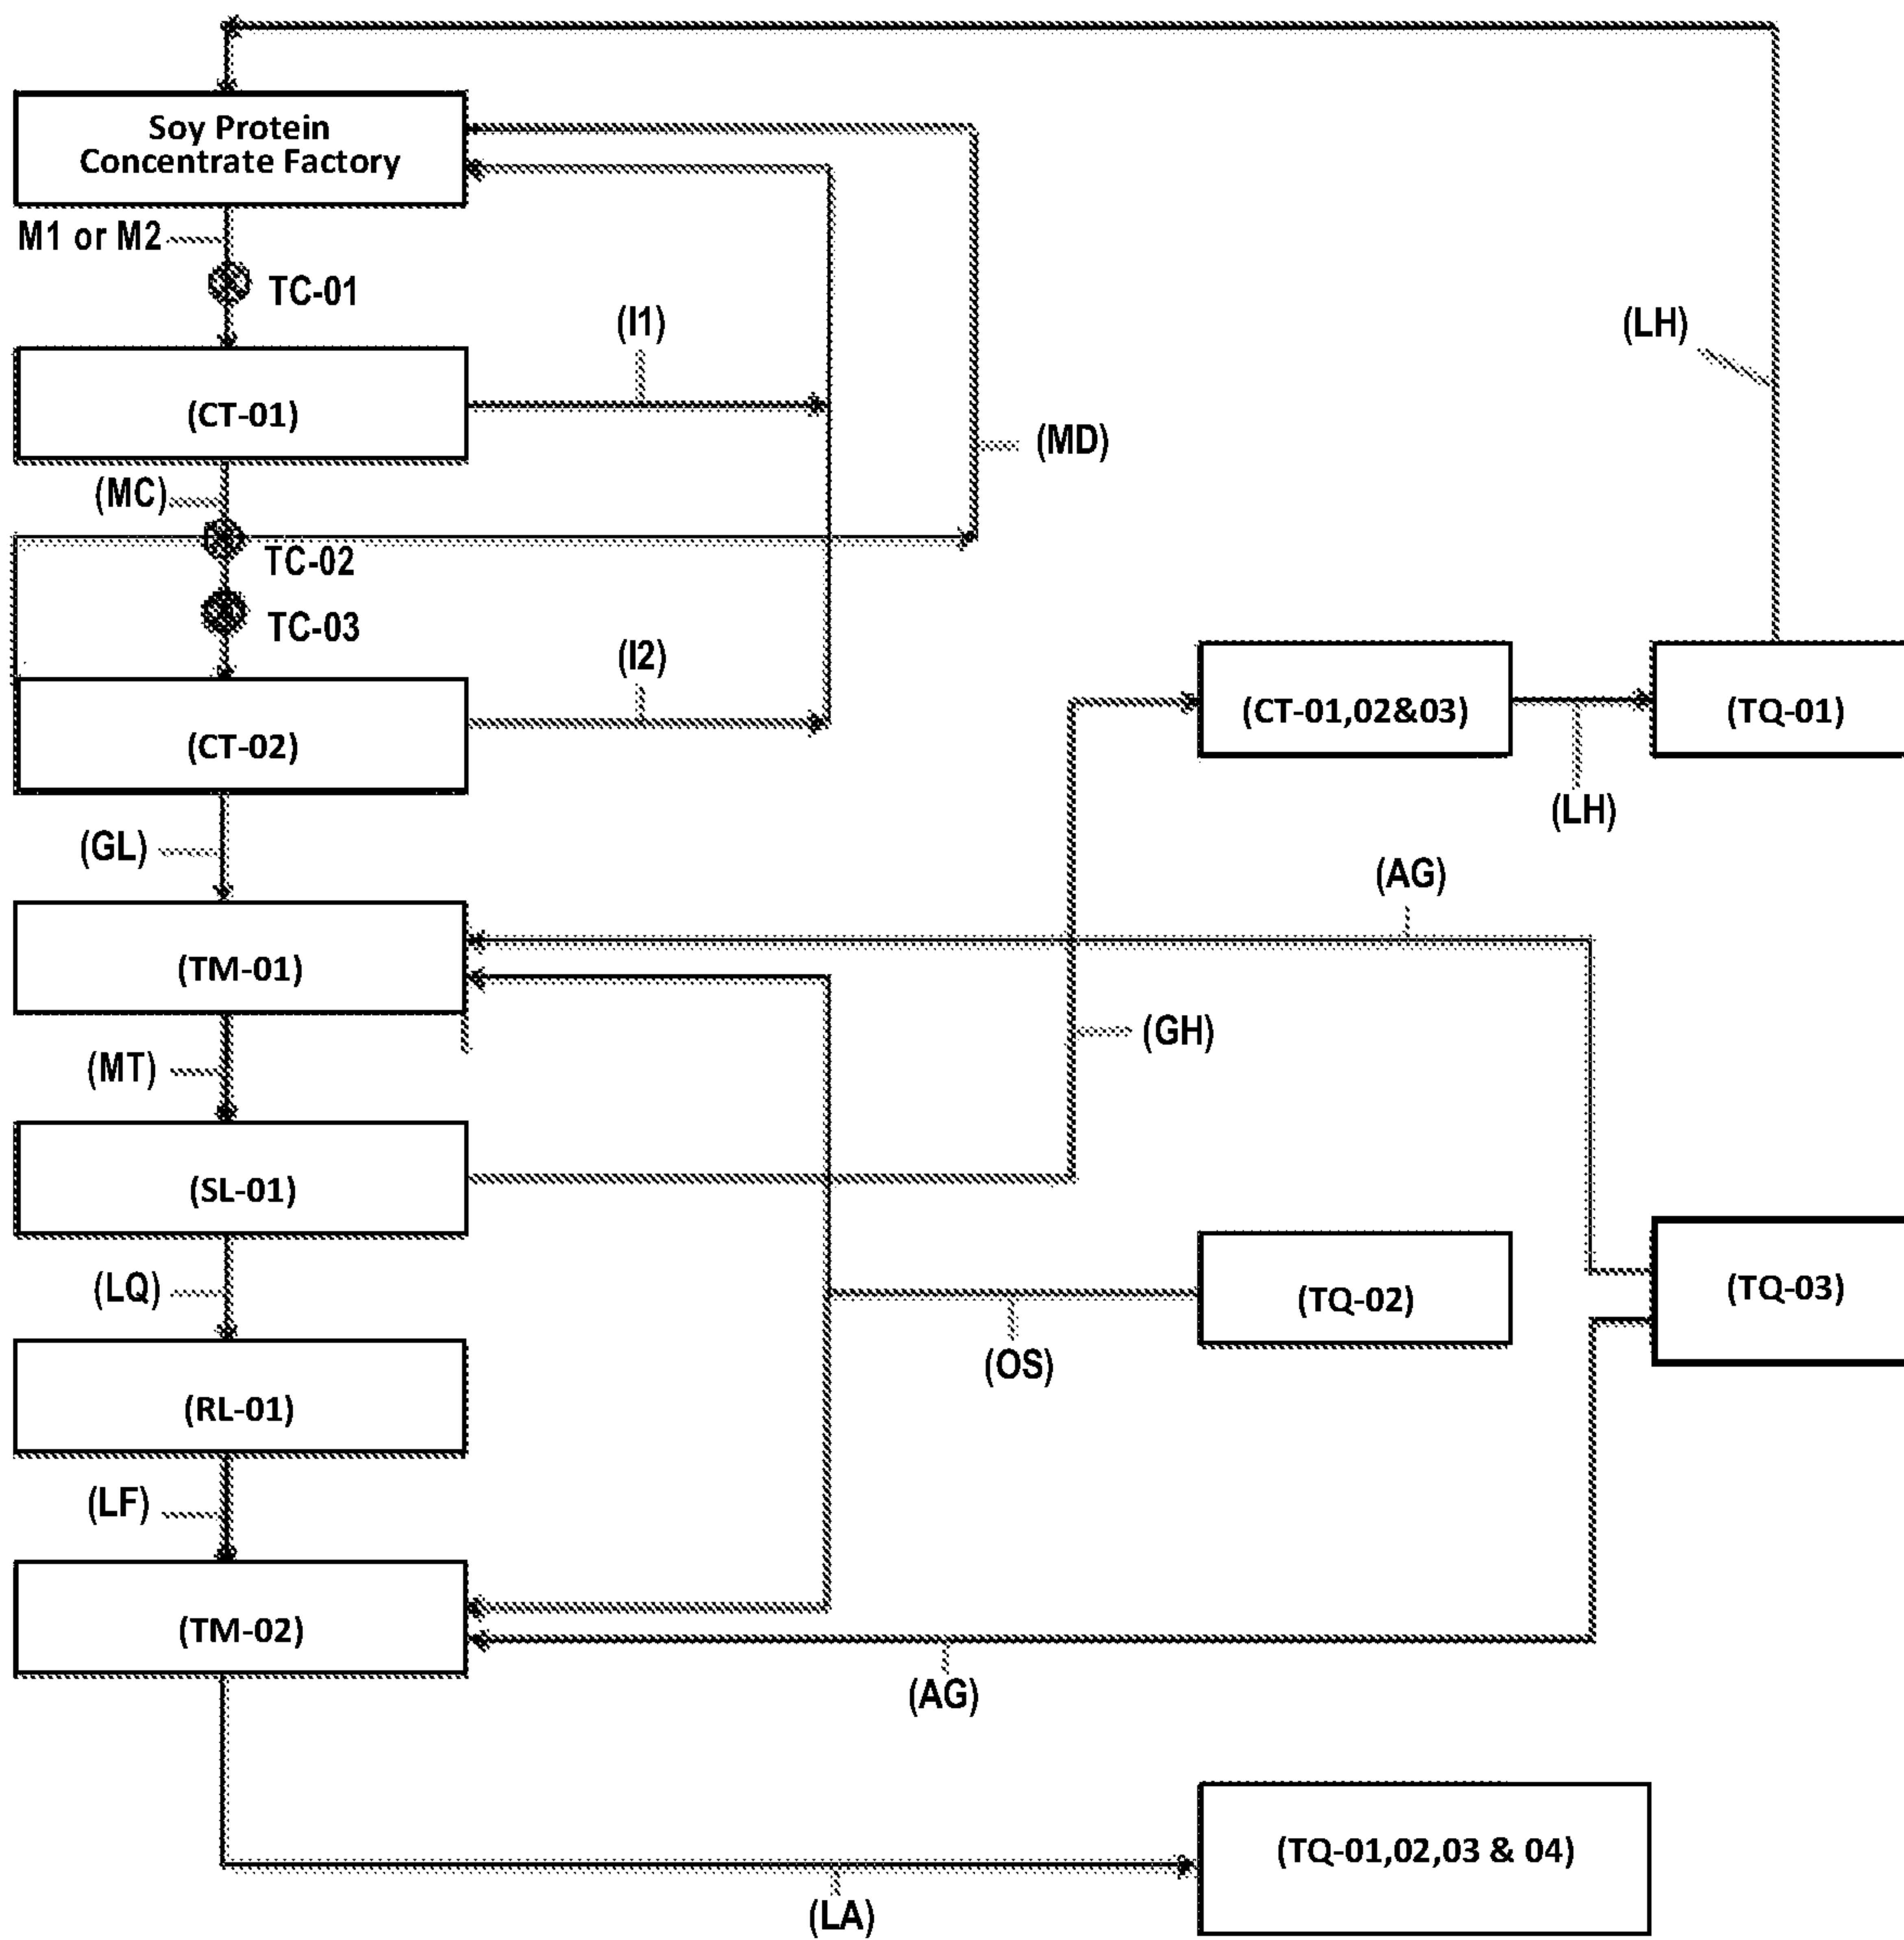 Soy Protein
Concentrate Factory
M1 or M2
TC-01
(I1)
(LH)
(CT-01)
(MD)
(MC)
TC-02
TC-03
(I2)
(CT-02)
(CT-01,02&03)
(TQ-01)
(LH)
(GL)
(AG)
(TM-01)
(GH)
(MT)
(SL-01)
(LQ)
(TQ-02)
(TQ-03)
(OS)
(RL-01)
(LF)
(TM-02)
(AG)
(TQ-01,02,03 & 04)
(LA)